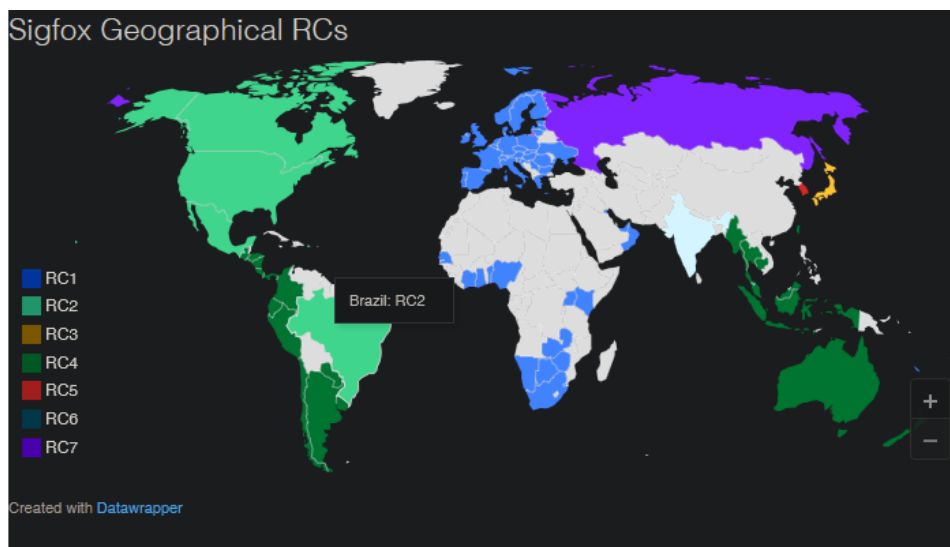 Sigfox Geographical RCs
Brazil: RC2
RC1
RC2
RC3
RC4
RC5
RC6
RC7
+
−
Created with Datawrapper